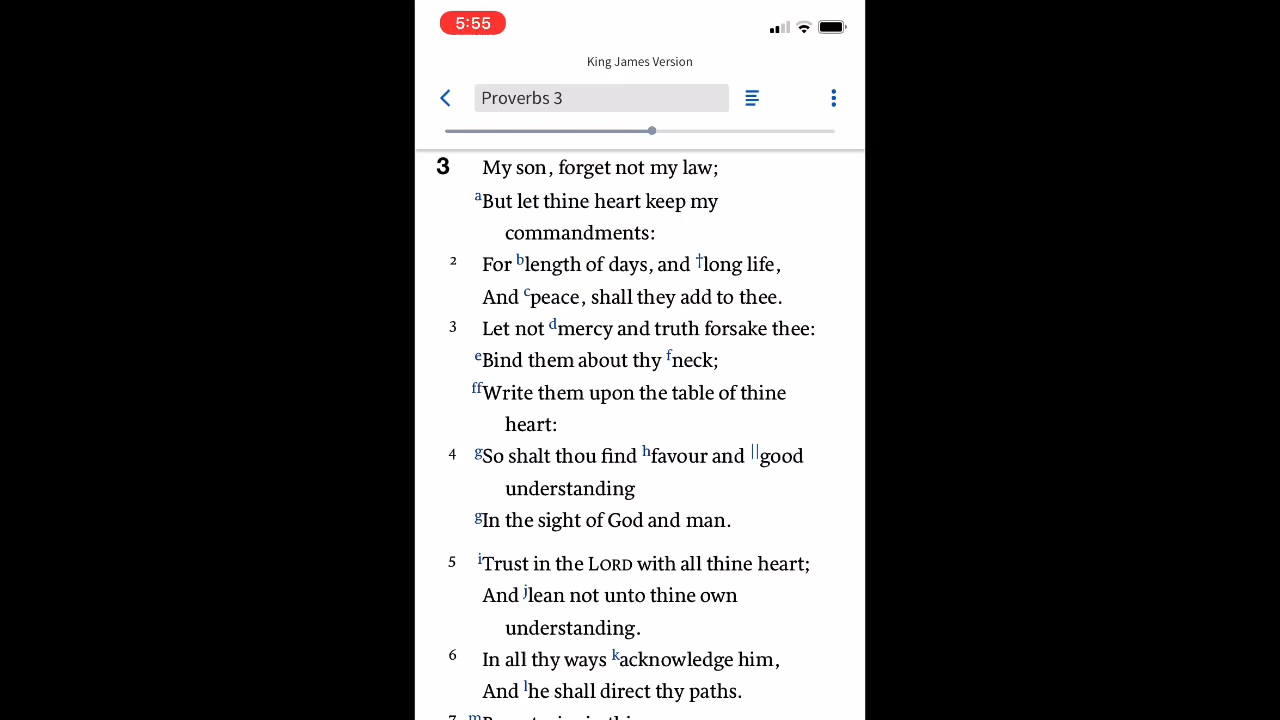 5:55
King James Version
Proverbs 3
3 My son, forget not my law;
aBut let thine heart keep my
commandments:
2 For blength of days, and †long life,
And cpeace, shall they add to thee.
3 Let not dmercy and truth forsake thee:
eBind them about thy fneck;
ffWrite them upon the table of thine
heart:
4 gSo shalt thou find hfavour and ||good
understanding
gIn the sight of God and man.
5 iTrust in the LORD with all thine heart;
And jlean not unto thine own
understanding.
6 In all thy ways kacknowledge him,
And lhe shall direct thy paths.
7 m